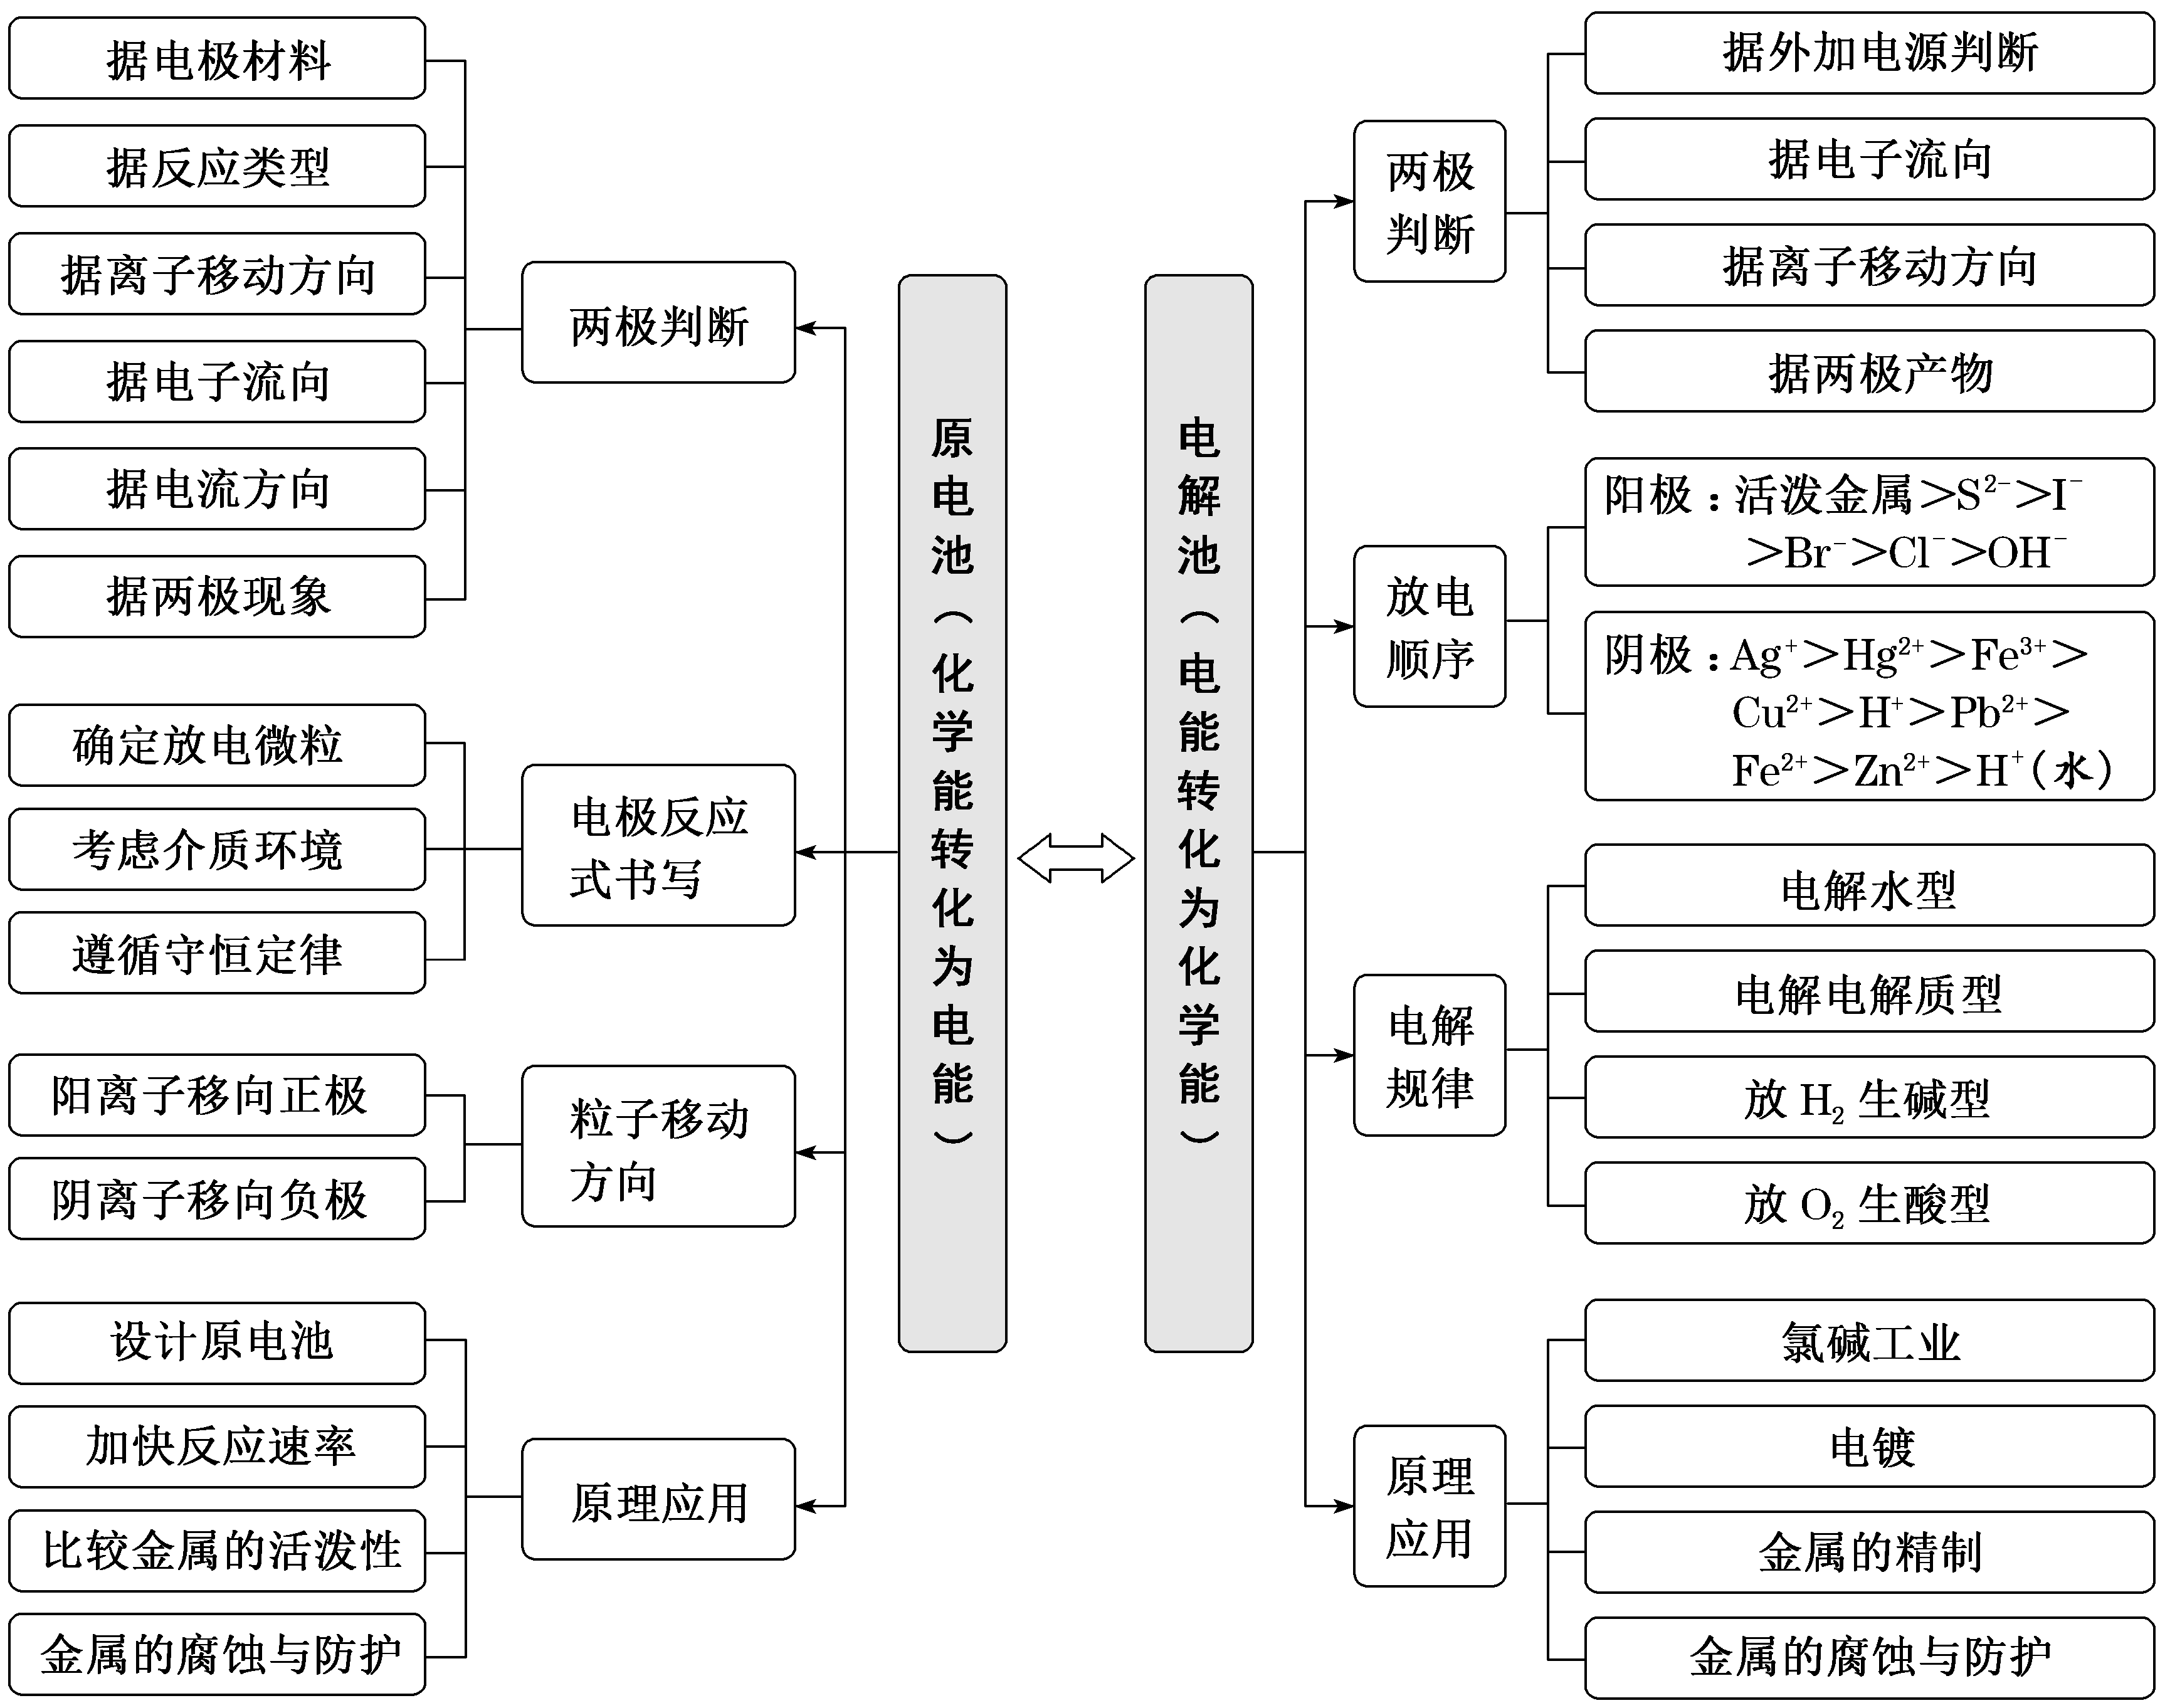 据电极材料
据反应类型
据离子移动方向
据电子流向
据电流方向
据两极现象
两极判断
确定放电微粒
考虑介质环境
遵循守恒定律
电极反应
式书写
阳离子移向正极
阴离子移向负极
粒子移动
方向
设计原电池
加快反应速率
比较金属的活泼性
金属的腐蚀与防护
原理应用
原电池（化学能转化为电能）
电解池（电能转化为化学能）
两极
判断
据外加电源判断
据电子流向
据离子移动方向
据两极产物
放电
顺序
阳极：活泼金属＞S²⁻＞I⁻
＞Br⁻＞Cl⁻＞OH⁻
阴极：Ag⁺＞Hg²⁺＞Fe³⁺＞
Cu²⁺＞H⁺＞Pb²⁺＞
Fe²⁺＞Zn²⁺＞H⁺(水)
电解
规律
电解水型
电解电解质型
放 H₂ 生碱型
放 O₂ 生酸型
原理
应用
氯碱工业
电镀
金属的精制
金属的腐蚀与防护